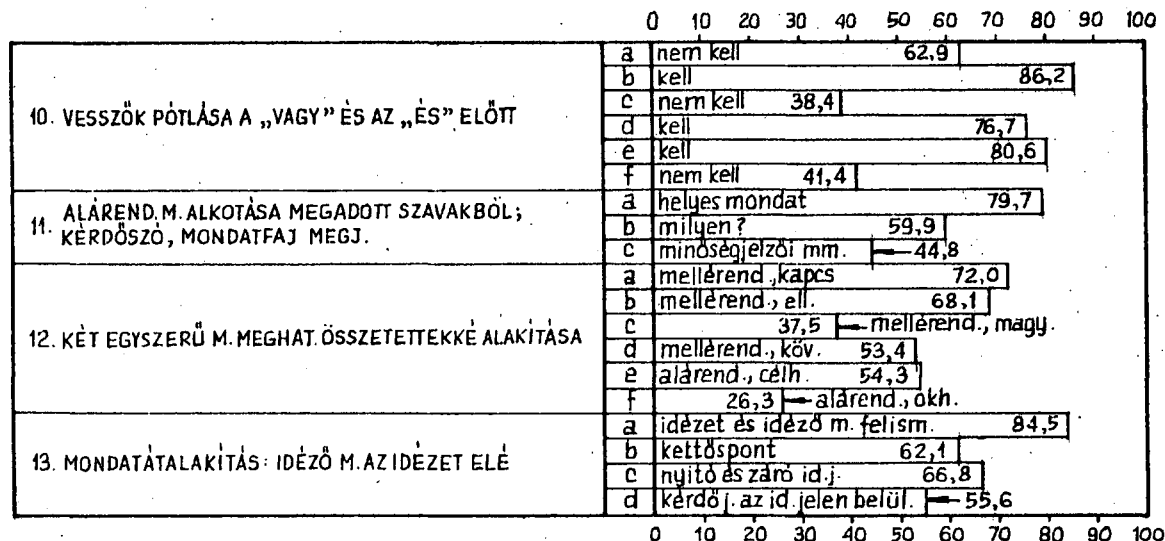 0 10 20 30 40 50 60 70 80 90 100
10. VESSZŐK PÓTLÁSA A „VAGY” ÉS AZ „ÉS” ELŐTT
a nem kell 62,9
b kell 86,2
c nem kell 38,4
d kell 76,7
e kell 80,6
f nem kell 41,4
11. ALÁREND. M. ALKOTÁSA MEGADOTT SZAVAKBÓL;
KÉRDŐSZÓ, MONDATFAJ MEGJ.
a helyes mondat 79,7
b milyen? 59,9
c minőségjelzői mm. 44,8
12. KÉT EGYSZERŰ M. MEGHAT. ÖSSZETETTEKKÉ ALAKÍTÁSA
a mellérend., kapcs 72,0
b mellérend., ell. 68,1
c 37,5 mellérend., magy.
d mellérend., köv. 53,4
e alárend., célh. 54,3
f 26,3 alárend., okh.
13. MONDATÁTALAKÍTÁS: IDÉZŐ M. AZ IDÉZET ELÉ
a idézet és idéző m. felism. 84,5
b kettőspont 62,1
c nyitó és záró id. j. 66,8
d kérdőj. az id. jelen belül. 55,6
0 10 20 30 40 50 60 70 80 90 100